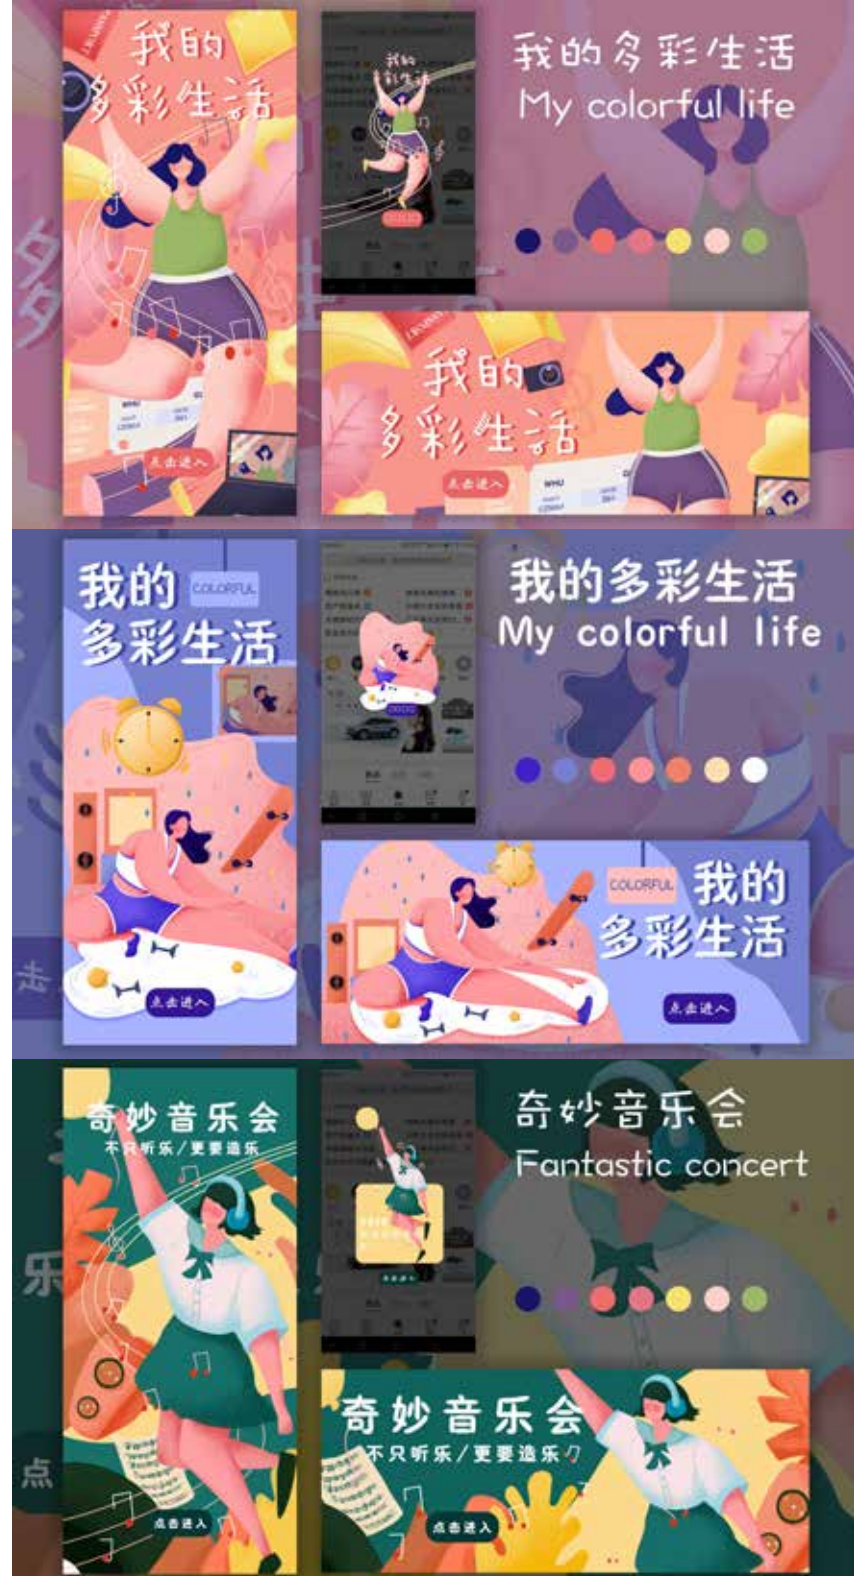 我的
多彩生活
WHU
点击进入
我的
多彩生活
我的多彩生活
My colorful life
我的
多彩生活
点击进入
WHU
我的
COLORFUL
多彩生活
点击进入
我的多彩生活
My colorful life
COLORFUL
我的
多彩生活
点击进入
击
奇妙音乐会
不只听乐/更要造乐
点击进入
奇妙音乐会
Fantastic concert
奇妙音乐会
不只听乐/更要造乐
点击进入
乐
点